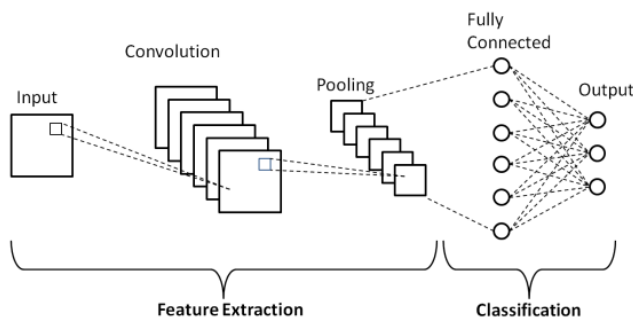 Fully
Connected
Convolution
Pooling
Output
Input
Feature Extraction
Classification